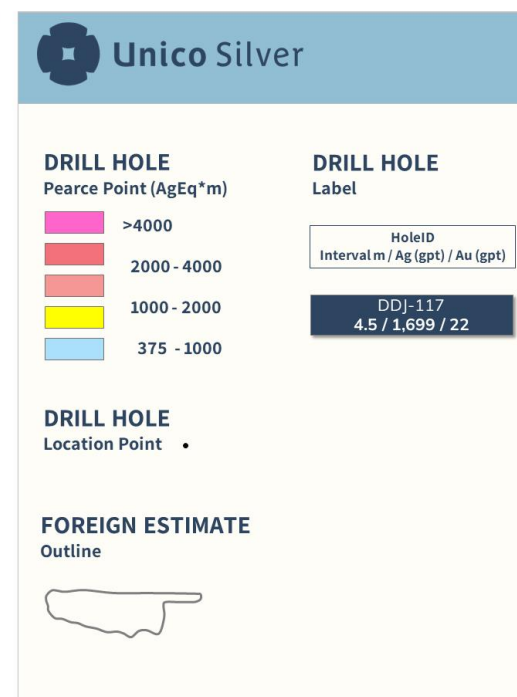 Unico Silver
DRILL HOLE
Pearce Point (AgEq*m)
>4000
2000 - 4000
1000 - 2000
375 - 1000
DRILL HOLE
Label
HoleID
Interval m / Ag (gpt) / Au (gpt)
DDJ-117
4.5 / 1,699 / 22
DRILL HOLE
Location Point
FOREIGN ESTIMATE
Outline